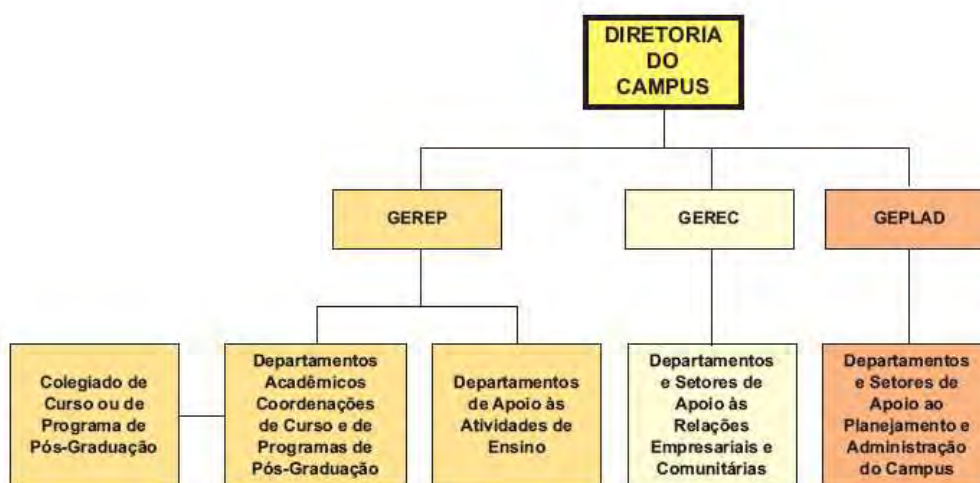 DIRETORIA
DO
CAMPUS
GEREP
GEREC
GEPLAD
Colegiado de
Curso ou de
Programa de
Pós-Graduação
Departamentos
Acadêmicos
Coordenações
de Curso e de
Programas de
Pós-Graduação
Departamentos
de Apoio às
Atividades de
Ensino
Departamentos
e Setores de
Apoio às
Relações
Empresariais e
Comunitárias
Departamentos
e Setores de
Apoio ao
Planejamento e
Administração
do Campus